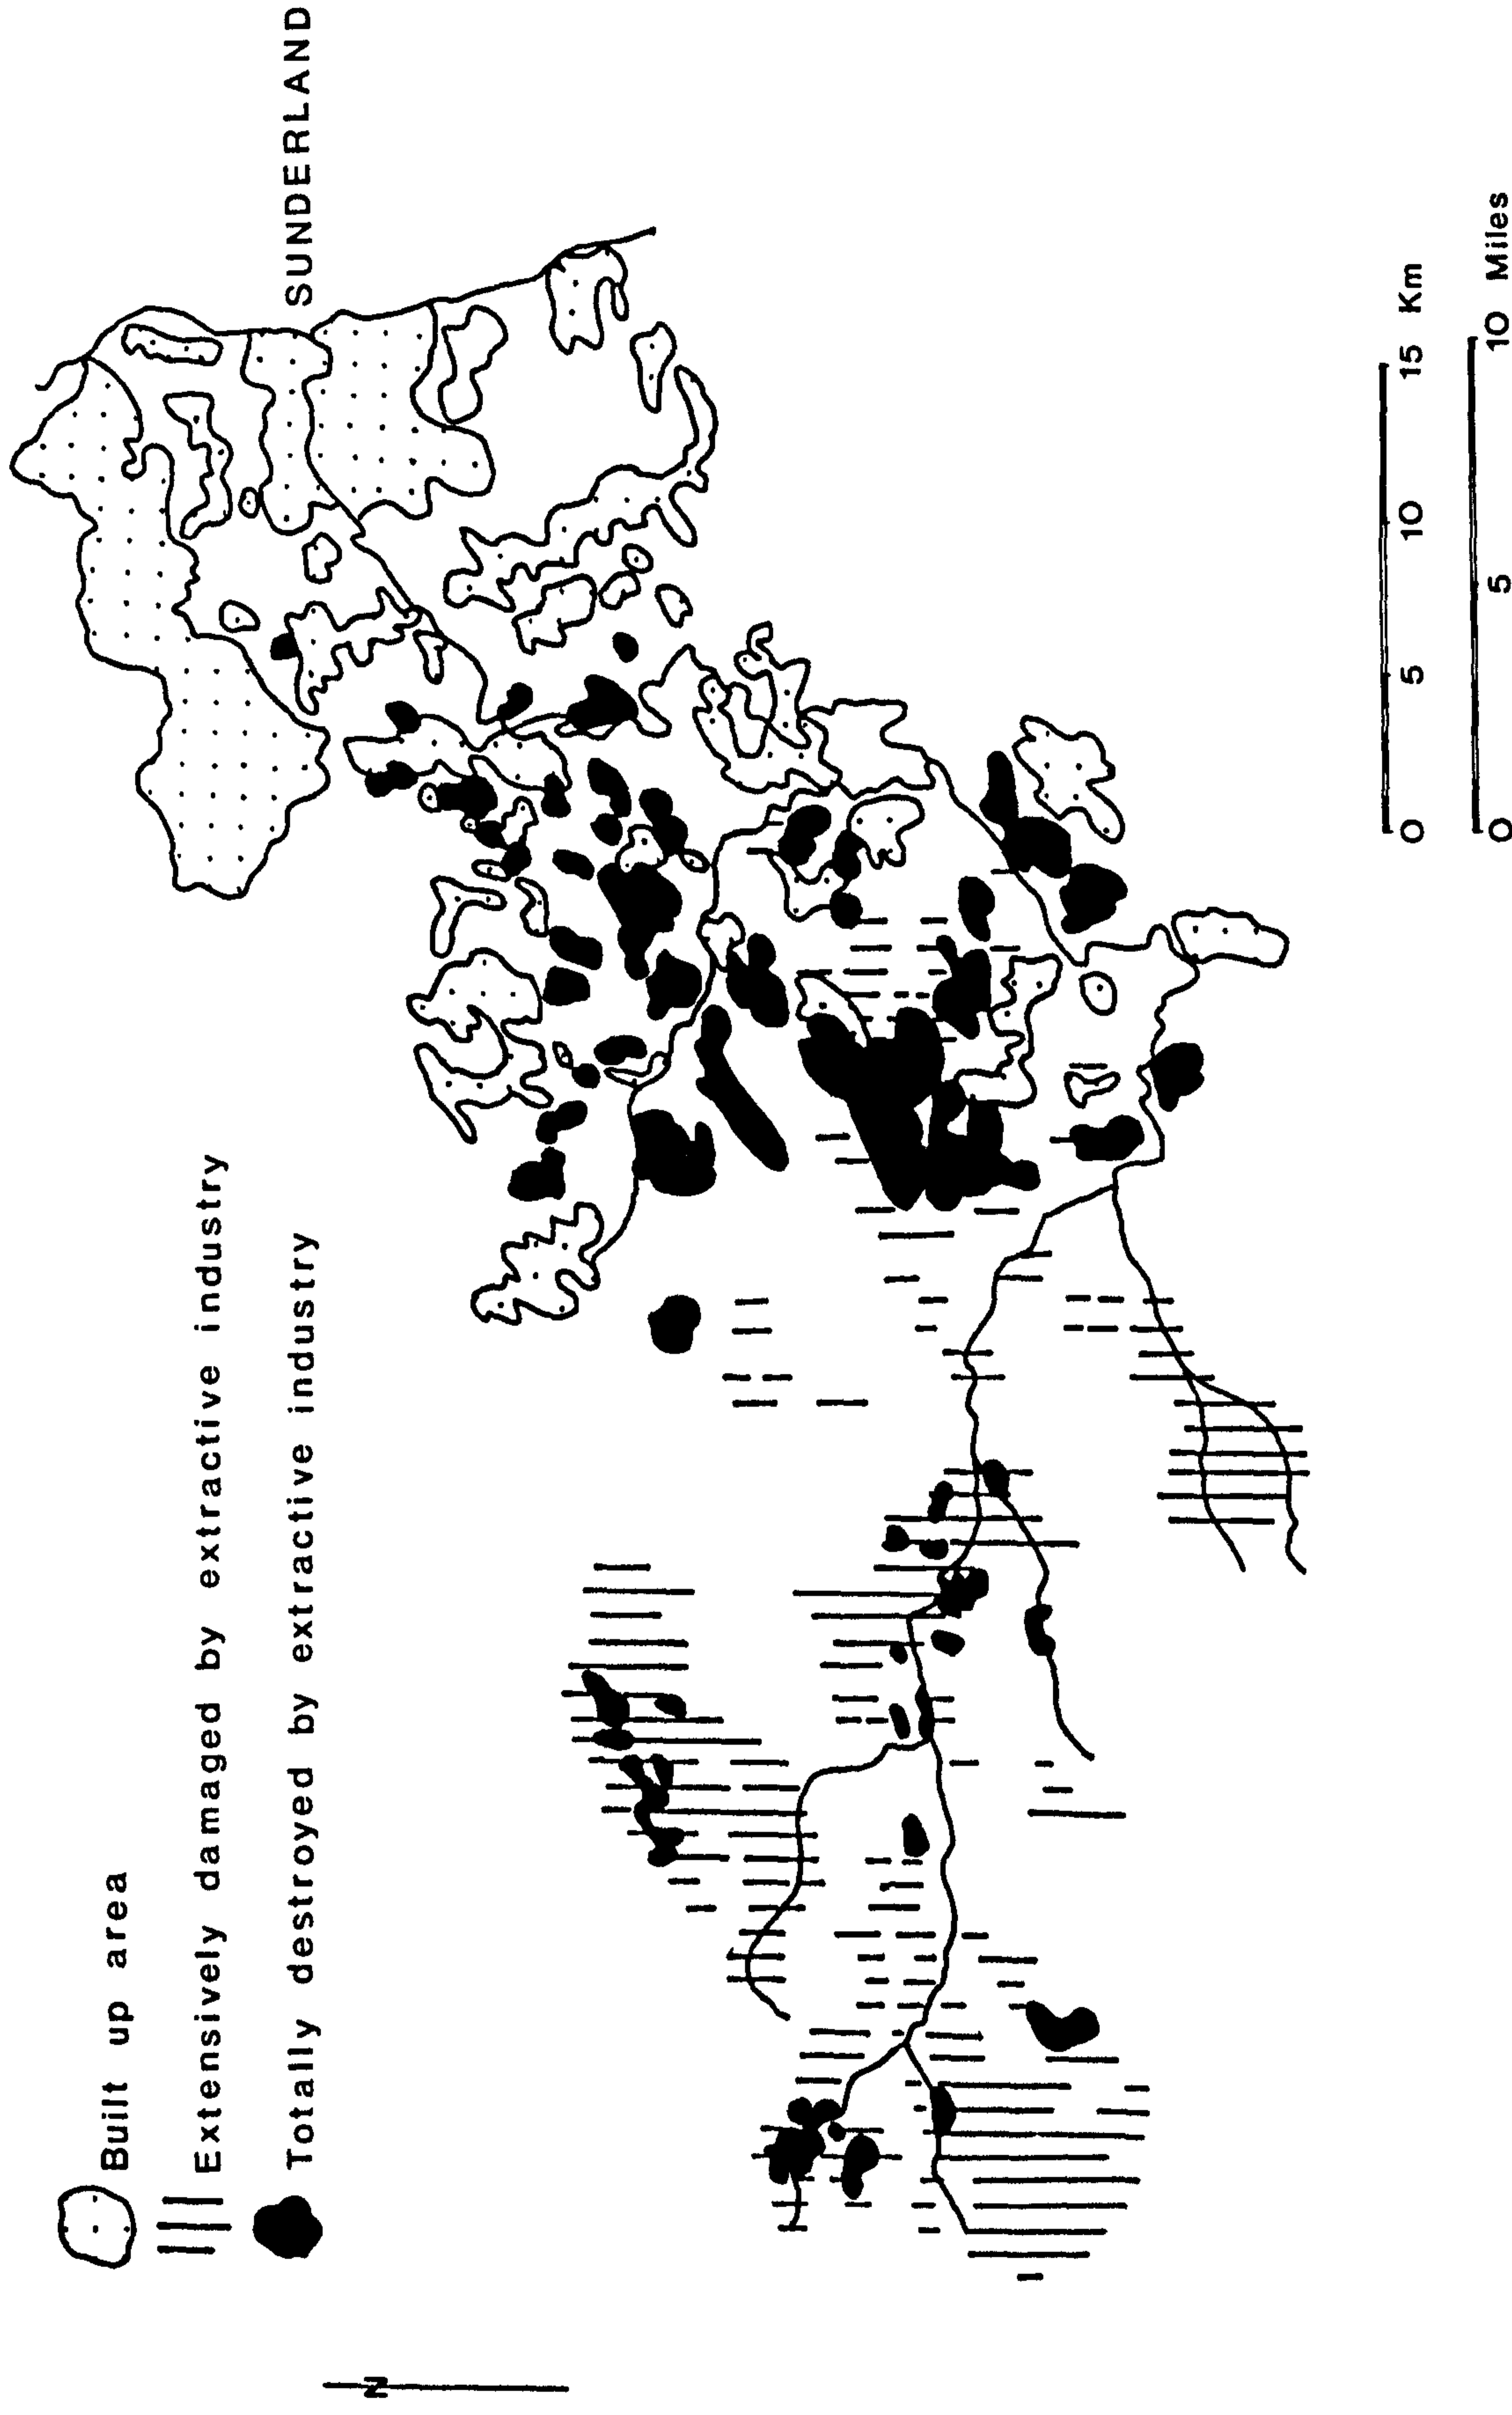 Built up area
Extensively damaged by extractive industry
Totally destroyed by extractive industry
SUNDERLAND
N
0 5 10 15 Km
0 5 10 Miles